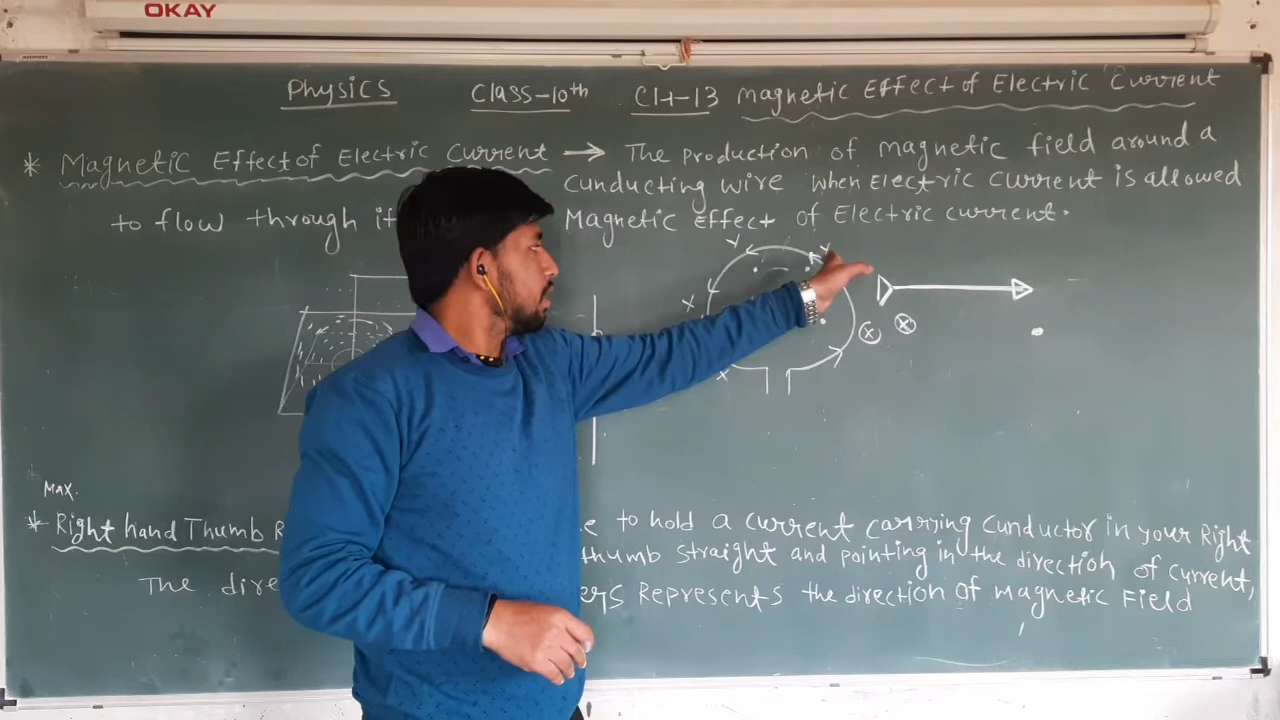 OKAY
Physics Class-10th CH-13 Magnetic Effect of Electric Current
* Magnetic Effect of Electric Current → The Production of magnetic field around a
Cunducting wire when Electric Current is allowed
to flow through it Magnetic Effect of Electric current.
MAX.
* Right hand Thumb R to hold a current carrying Cunductor in your Right
thumb straight and pointing in the direction of current,
The dire ers Represents the direction of magnetic Field